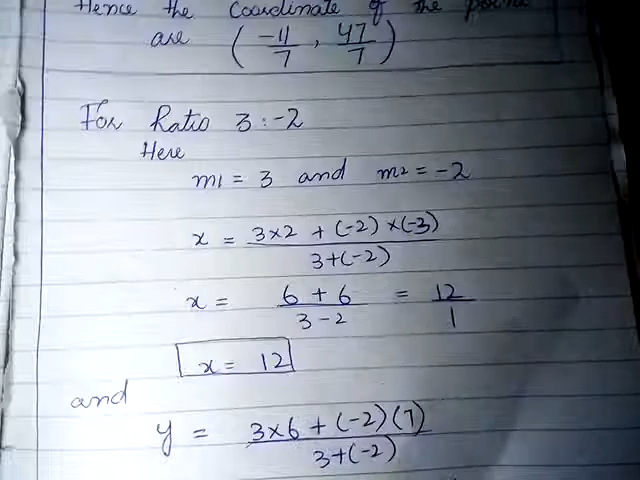 Hence the Coordinate of the point
are (-11/7, 47/7)
For Ratio 3:-2
Here
m1 = 3 and m2 = -2
x = 3×2 + (-2)×(-3) / 3+(-2)
x = 6 + 6 / 3 - 2 = 12 / 1
x = 12
and
y = 3×6 + (-2)(7) / 3+(-2)